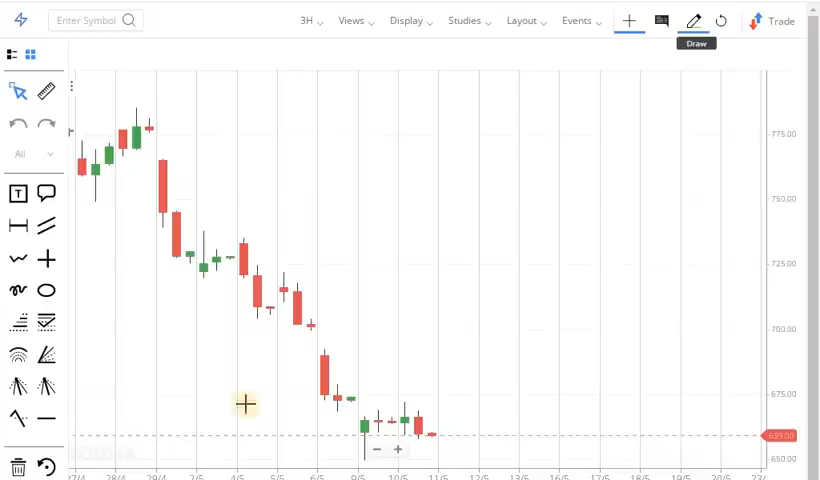 Enter Symbol
3H Views Display Studies Layout Events Trade
Draw
All
T
775.00
750.00
725.00
700.00
675.00
659.00
650.00
27/4 28/4 29/4 2/5 3/5 4/5 5/5 6/5 9/5 10/5 11/5 12/5 13/5 16/5 17/5 18/5 19/5 20/5 23/